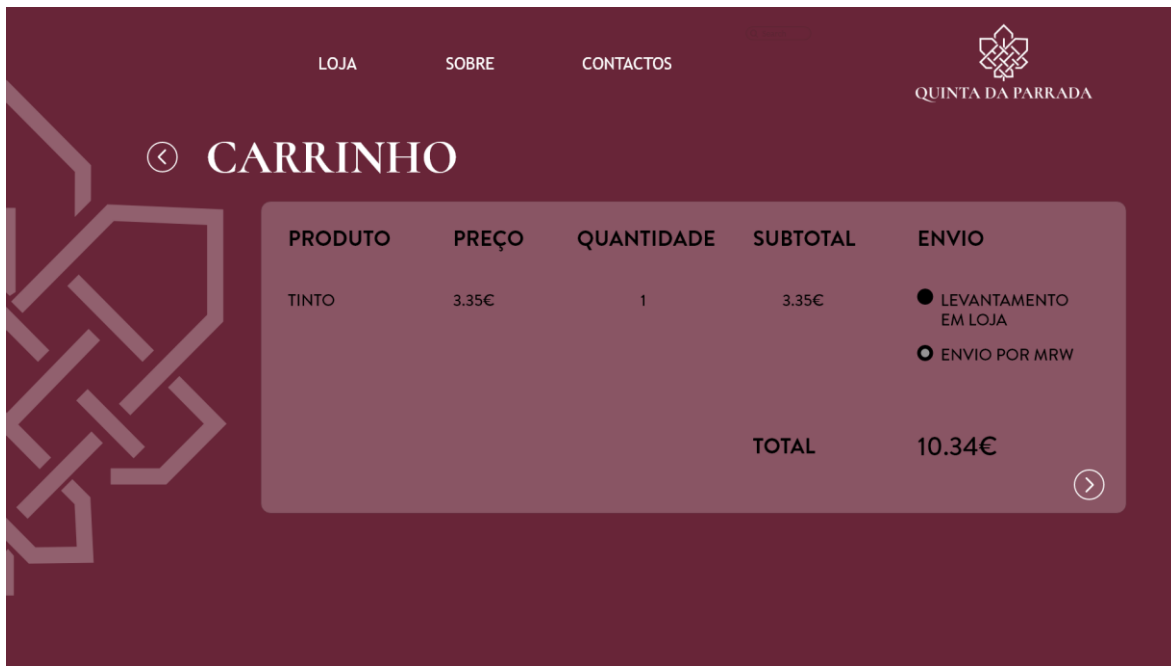 LOJA SOBRE CONTACTOS
QUINTA DA PARRADA
CARRINHO
PRODUTO PREÇO QUANTIDADE SUBTOTAL ENVIO
TINTO 3.35€ 1 3.35€ LEVANTAMENTO
EM LOJA
ENVIO POR MRW
TOTAL 10.34€